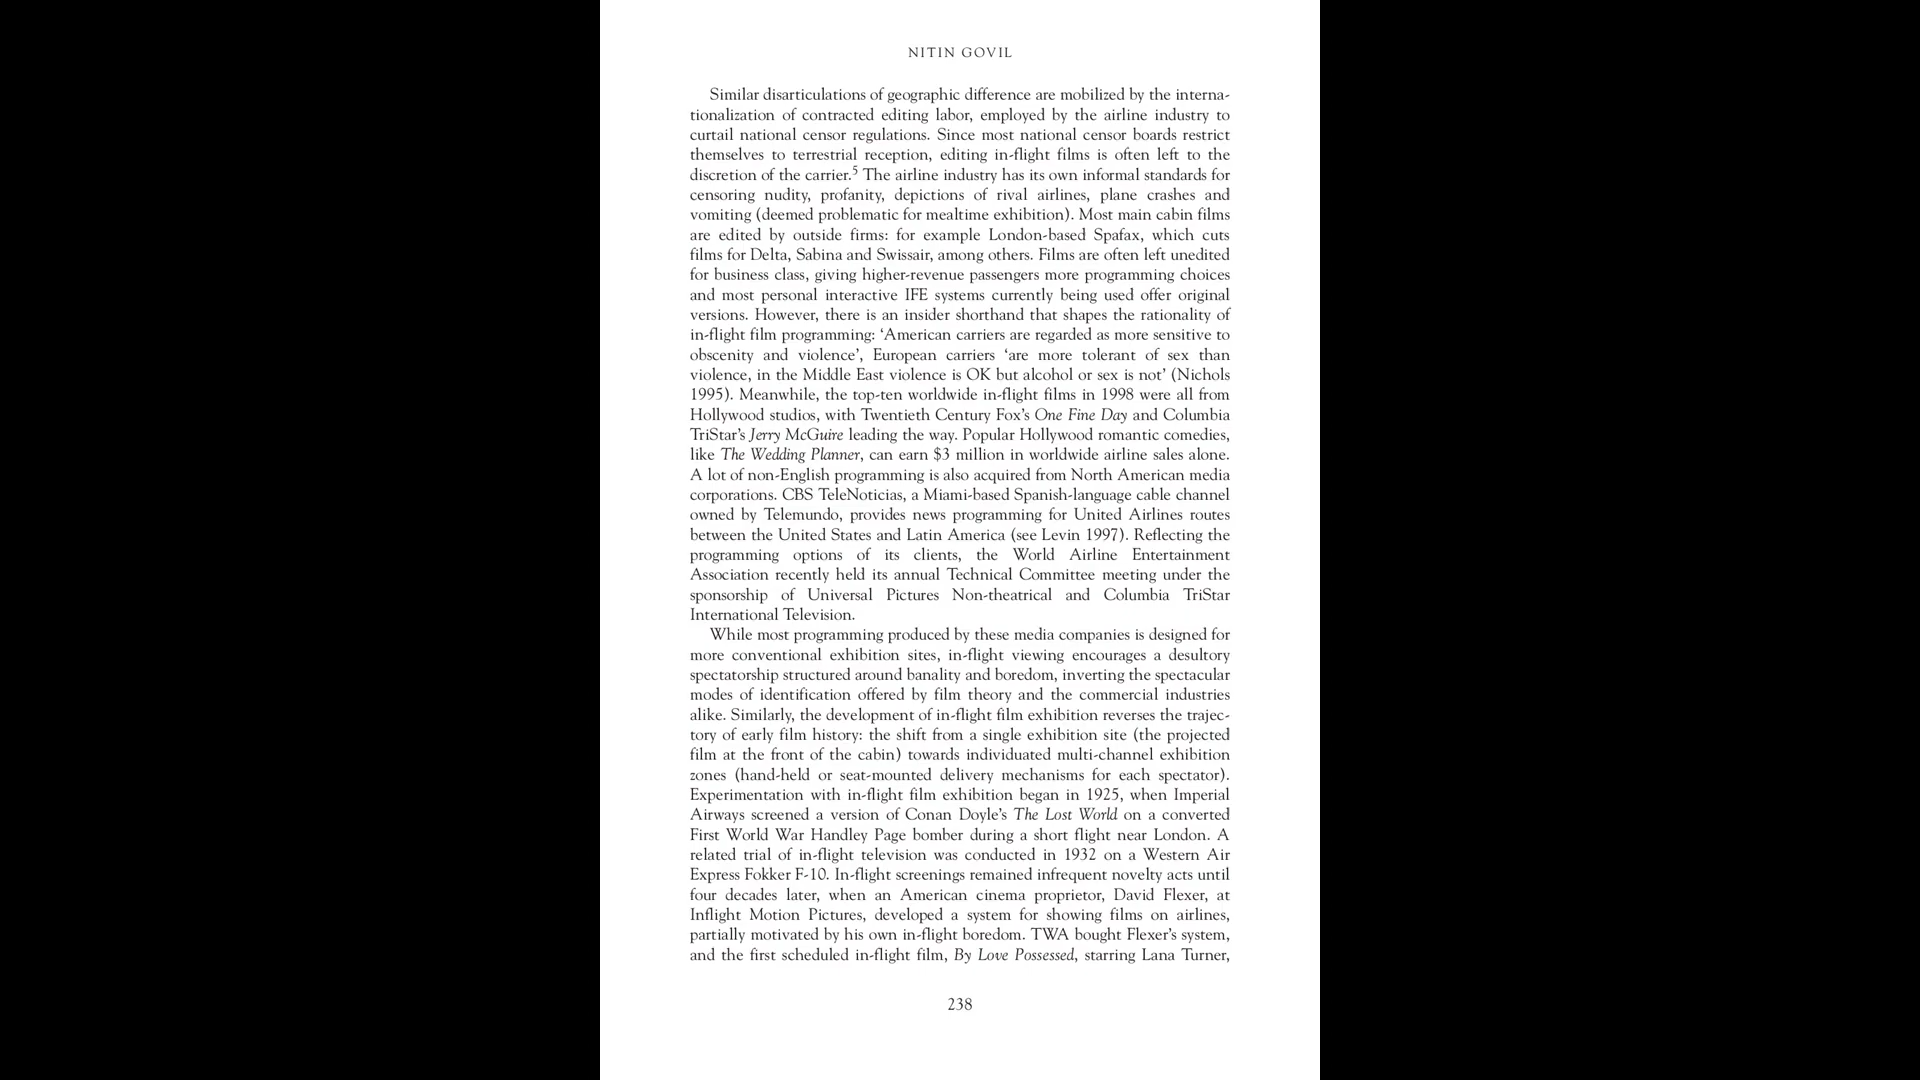 NITIN GOVIL
Similar disarticulations of geographic difference are mobilized by the interna-
tionalization of contracted editing labor, employed by the airline industry to
curtail national censor regulations. Since most national censor boards restrict
themselves to terrestrial reception, editing in-flight films is often left to the
discretion of the carrier.5 The airline industry has its own informal standards for
censoring nudity, profanity, depictions of rival airlines, plane crashes and
vomiting (deemed problematic for mealtime exhibition). Most main cabin films
are edited by outside firms: for example London-based Spafax, which cuts
films for Delta, Sabina and Swissair, among others. Films are often left unedited
for business class, giving higher-revenue passengers more programming choices
and most personal interactive IFE systems currently being used offer original
versions. However, there is an insider shorthand that shapes the rationality of
in-flight film programming: ‘American carriers are regarded as more sensitive to
obscenity and violence’, European carriers ‘are more tolerant of sex than
violence, in the Middle East violence is OK but alcohol or sex is not’ (Nichols
1995). Meanwhile, the top-ten worldwide in-flight films in 1998 were all from
Hollywood studios, with Twentieth Century Fox’s One Fine Day and Columbia
TriStar’s Jerry McGuire leading the way. Popular Hollywood romantic comedies,
like The Wedding Planner, can earn $3 million in worldwide airline sales alone.
A lot of non-English programming is also acquired from North American media
corporations. CBS TeleNoticias, a Miami-based Spanish-language cable channel
owned by Telemundo, provides news programming for United Airlines routes
between the United States and Latin America (see Levin 1997). Reflecting the
programming options of its clients, the World Airline Entertainment
Association recently held its annual Technical Committee meeting under the
sponsorship of Universal Pictures Non-theatrical and Columbia TriStar
International Television.
While most programming produced by these media companies is designed for
more conventional exhibition sites, in-flight viewing encourages a desultory
spectatorship structured around banality and boredom, inverting the spectacular
modes of identification offered by film theory and the commercial industries
alike. Similarly, the development of in-flight film exhibition reverses the trajec-
tory of early film history: the shift from a single exhibition site (the projected
film at the front of the cabin) towards individuated multi-channel exhibition
zones (hand-held or seat-mounted delivery mechanisms for each spectator).
Experimentation with in-flight film exhibition began in 1925, when Imperial
Airways screened a version of Conan Doyle’s The Lost World on a converted
First World War Handley Page bomber during a short flight near London. A
related trial of in-flight television was conducted in 1932 on a Western Air
Express Fokker F-10. In-flight screenings remained infrequent novelty acts until
four decades later, when an American cinema proprietor, David Flexer, at
Inflight Motion Pictures, developed a system for showing films on airlines,
partially motivated by his own in-flight boredom. TWA bought Flexer’s system,
and the first scheduled in-flight film, By Love Possessed, starring Lana Turner,
238